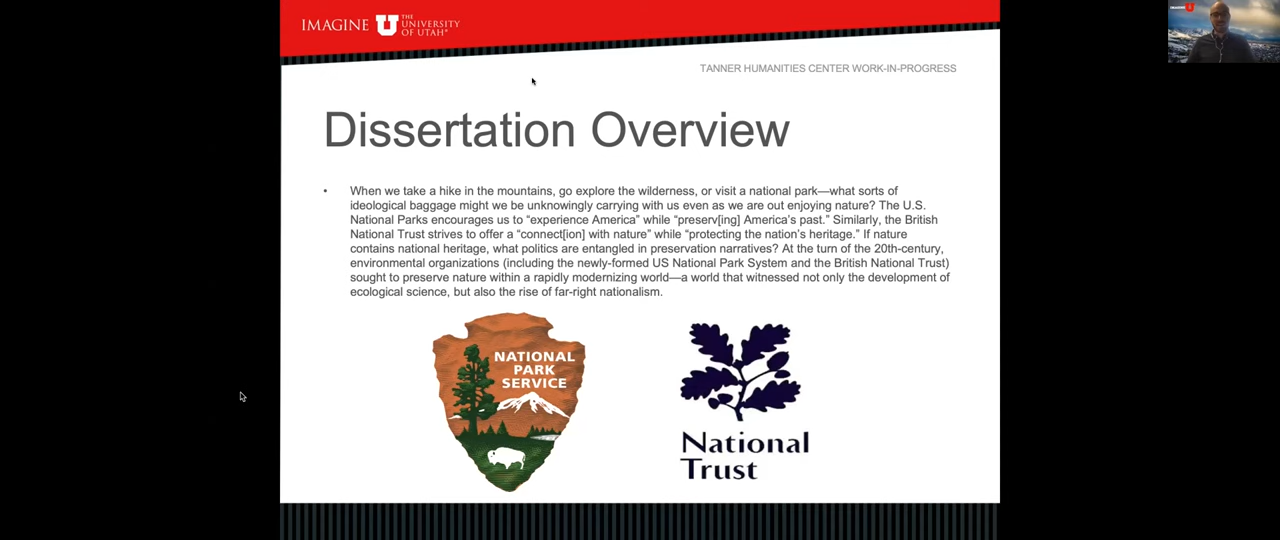 IMAGINE
THE
UNIVERSITY
OF UTAH®
TANNER HUMANITIES CENTER WORK-IN-PROGRESS
Dissertation Overview
• When we take a hike in the mountains, go explore the wilderness, or visit a national park—what sorts of
ideological baggage might we be unknowingly carrying with us even as we are out enjoying nature? The U.S.
National Parks encourages us to “experience America” while “preserv[ing] America’s past.” Similarly, the British
National Trust strives to offer a “connect[ion] with nature” while “protecting the nation’s heritage.” If nature
contains national heritage, what politics are entangled in preservation narratives? At the turn of the 20th-century,
environmental organizations (including the newly-formed US National Park System and the British National Trust)
sought to preserve nature within a rapidly modernizing world—a world that witnessed not only the development of
ecological science, but also the rise of far-right nationalism.
NATIONAL
PARK
SERVICE
National
Trust